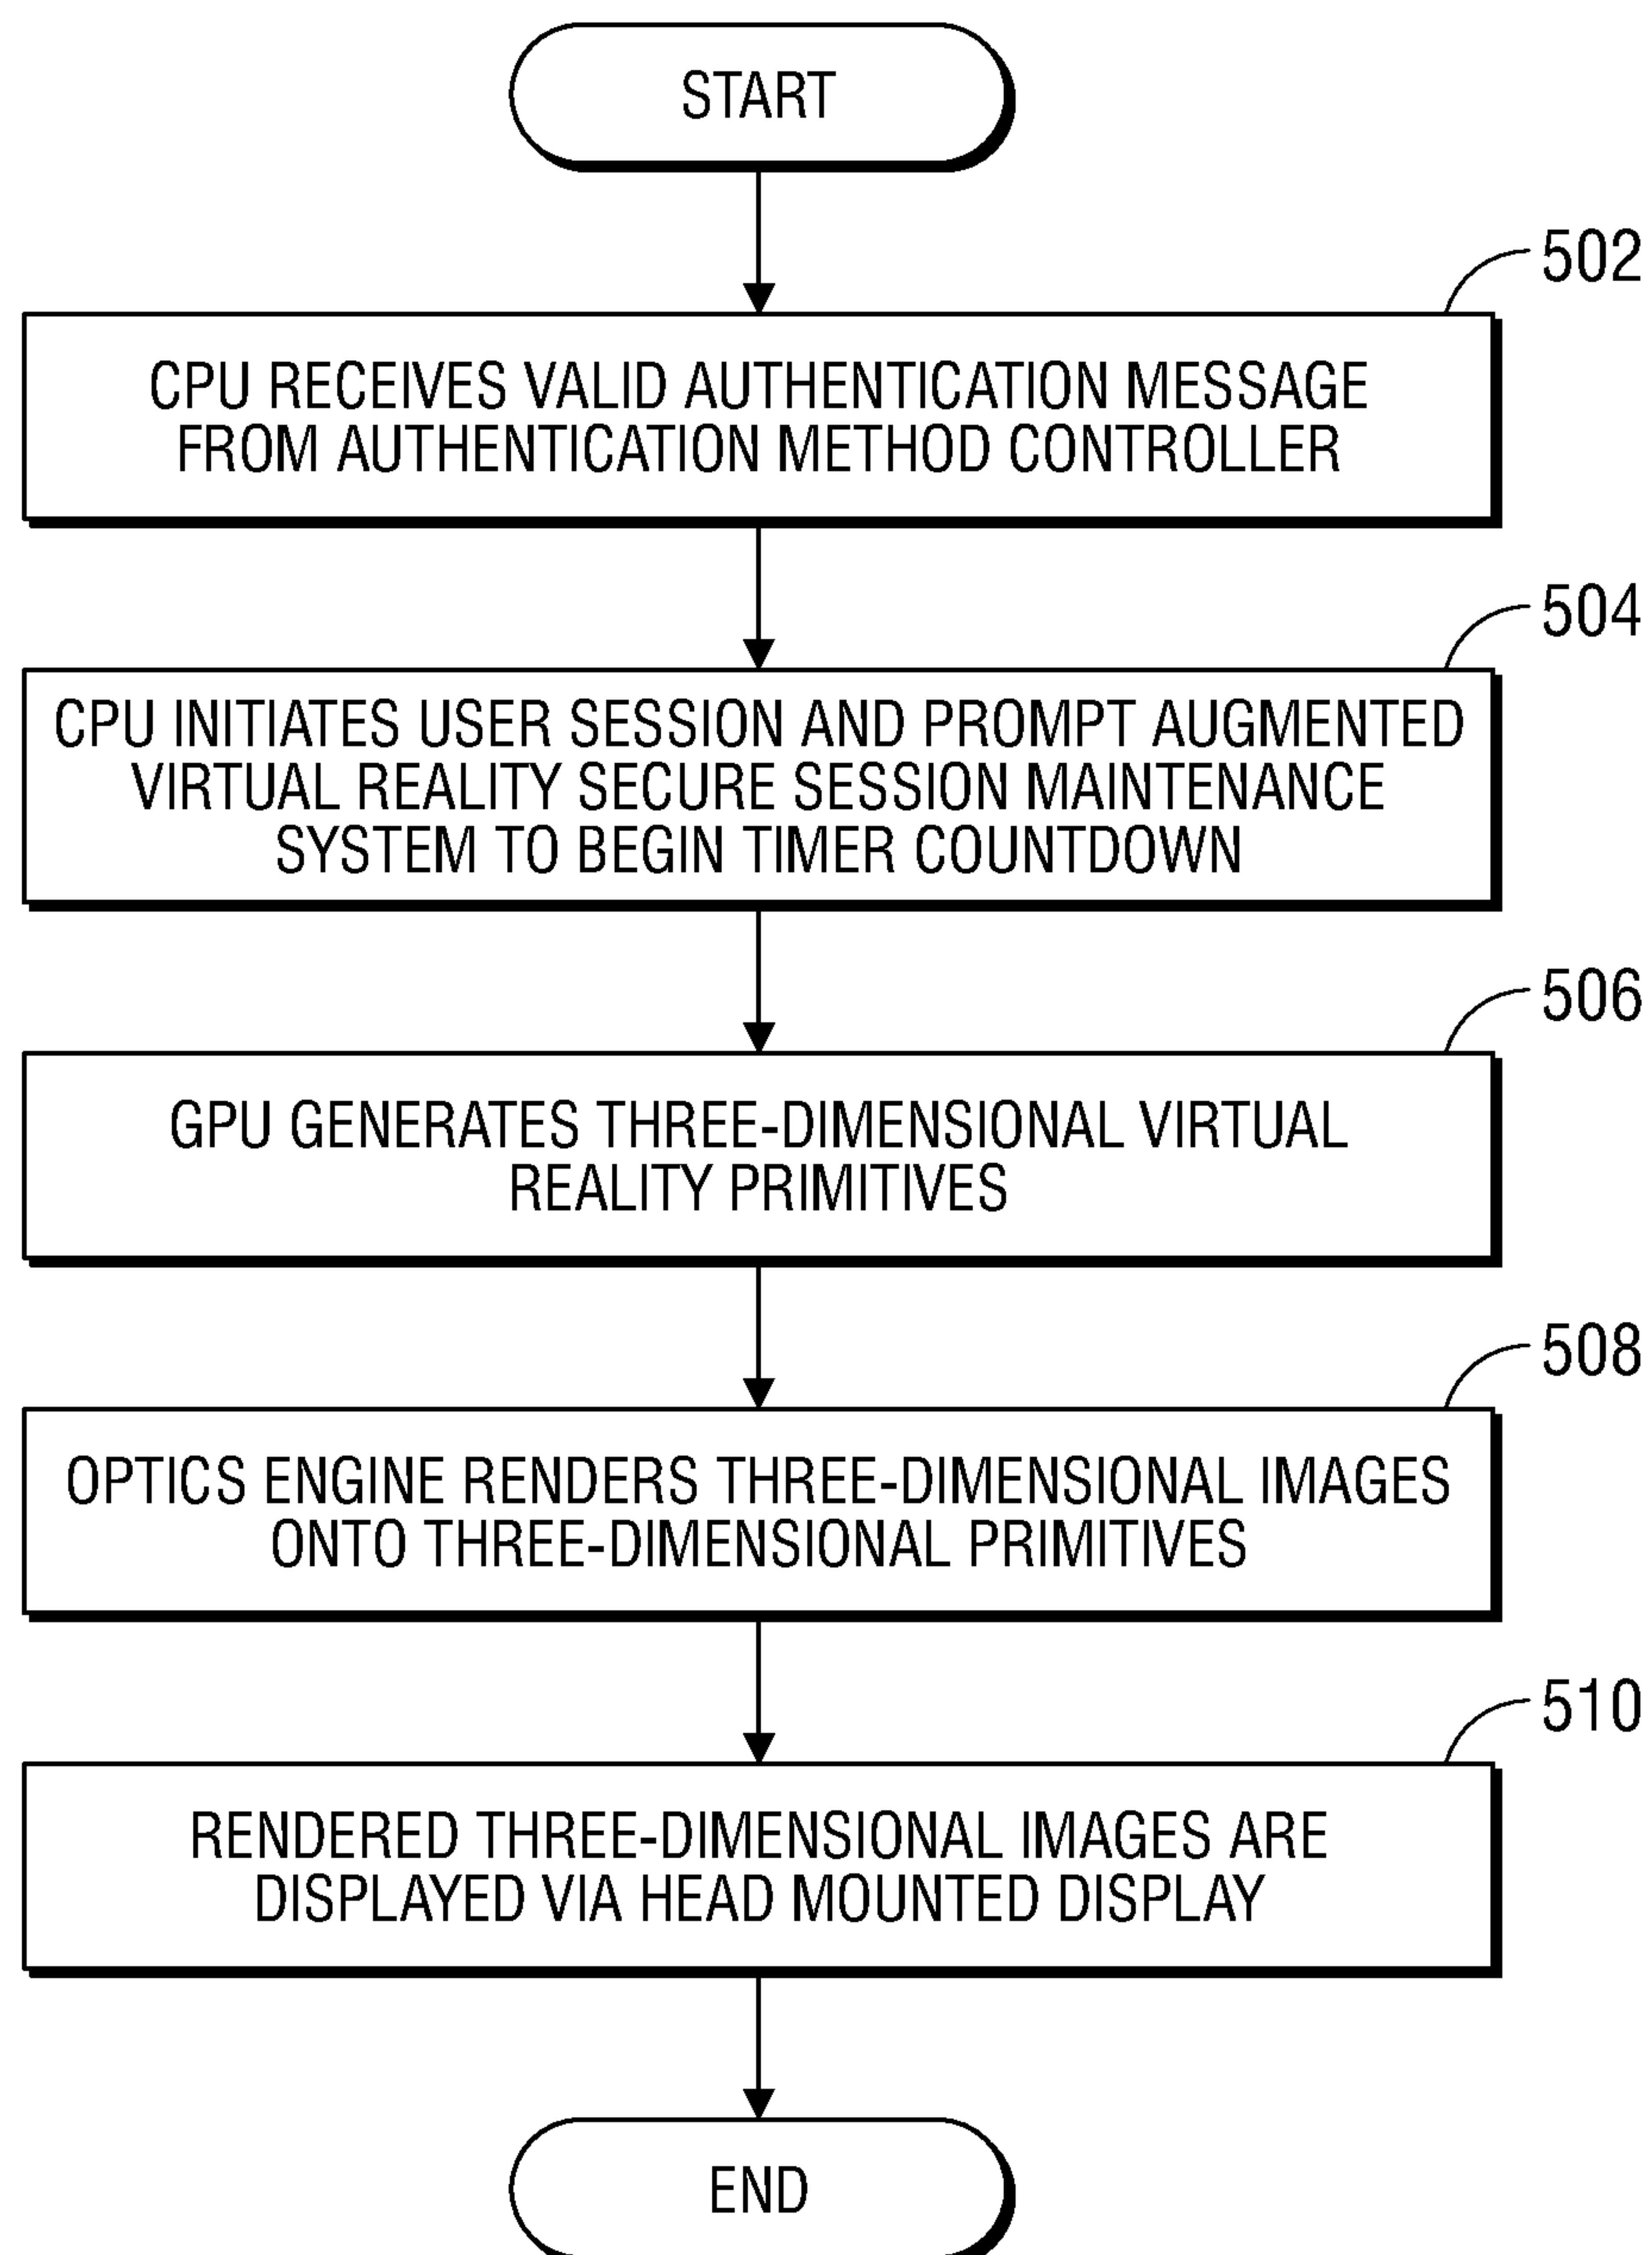 START
502
CPU RECEIVES VALID AUTHENTICATION MESSAGE
FROM AUTHENTICATION METHOD CONTROLLER
504
CPU INITIATES USER SESSION AND PROMPT AUGMENTED
VIRTUAL REALITY SECURE SESSION MAINTENANCE
SYSTEM TO BEGIN TIMER COUNTDOWN
506
GPU GENERATES THREE-DIMENSIONAL VIRTUAL
REALITY PRIMITIVES
508
OPTICS ENGINE RENDERS THREE-DIMENSIONAL IMAGES
ONTO THREE-DIMENSIONAL PRIMITIVES
510
RENDERED THREE-DIMENSIONAL IMAGES ARE
DISPLAYED VIA HEAD MOUNTED DISPLAY
END